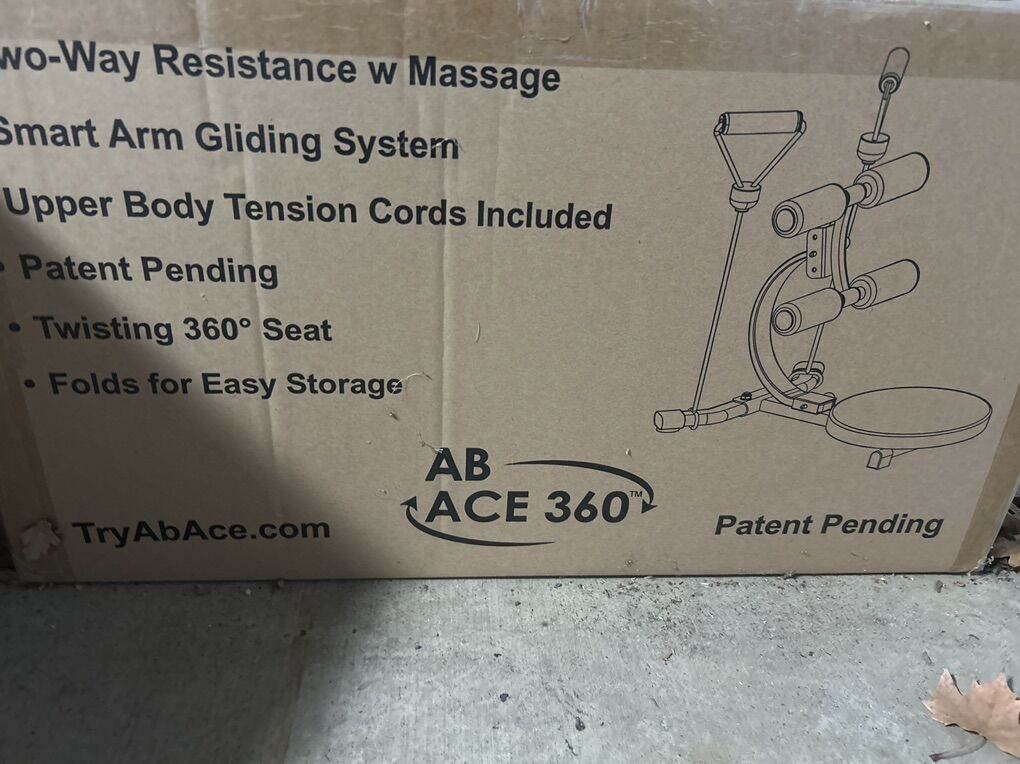 wo-Way Resistance w Massage
Smart Arm Gliding System
Upper Body Tension Cords Included
• Patent Pending
• Twisting 360° Seat
• Folds for Easy Storage
AB
ACE 360™
TryAbAce.com
Patent Pending